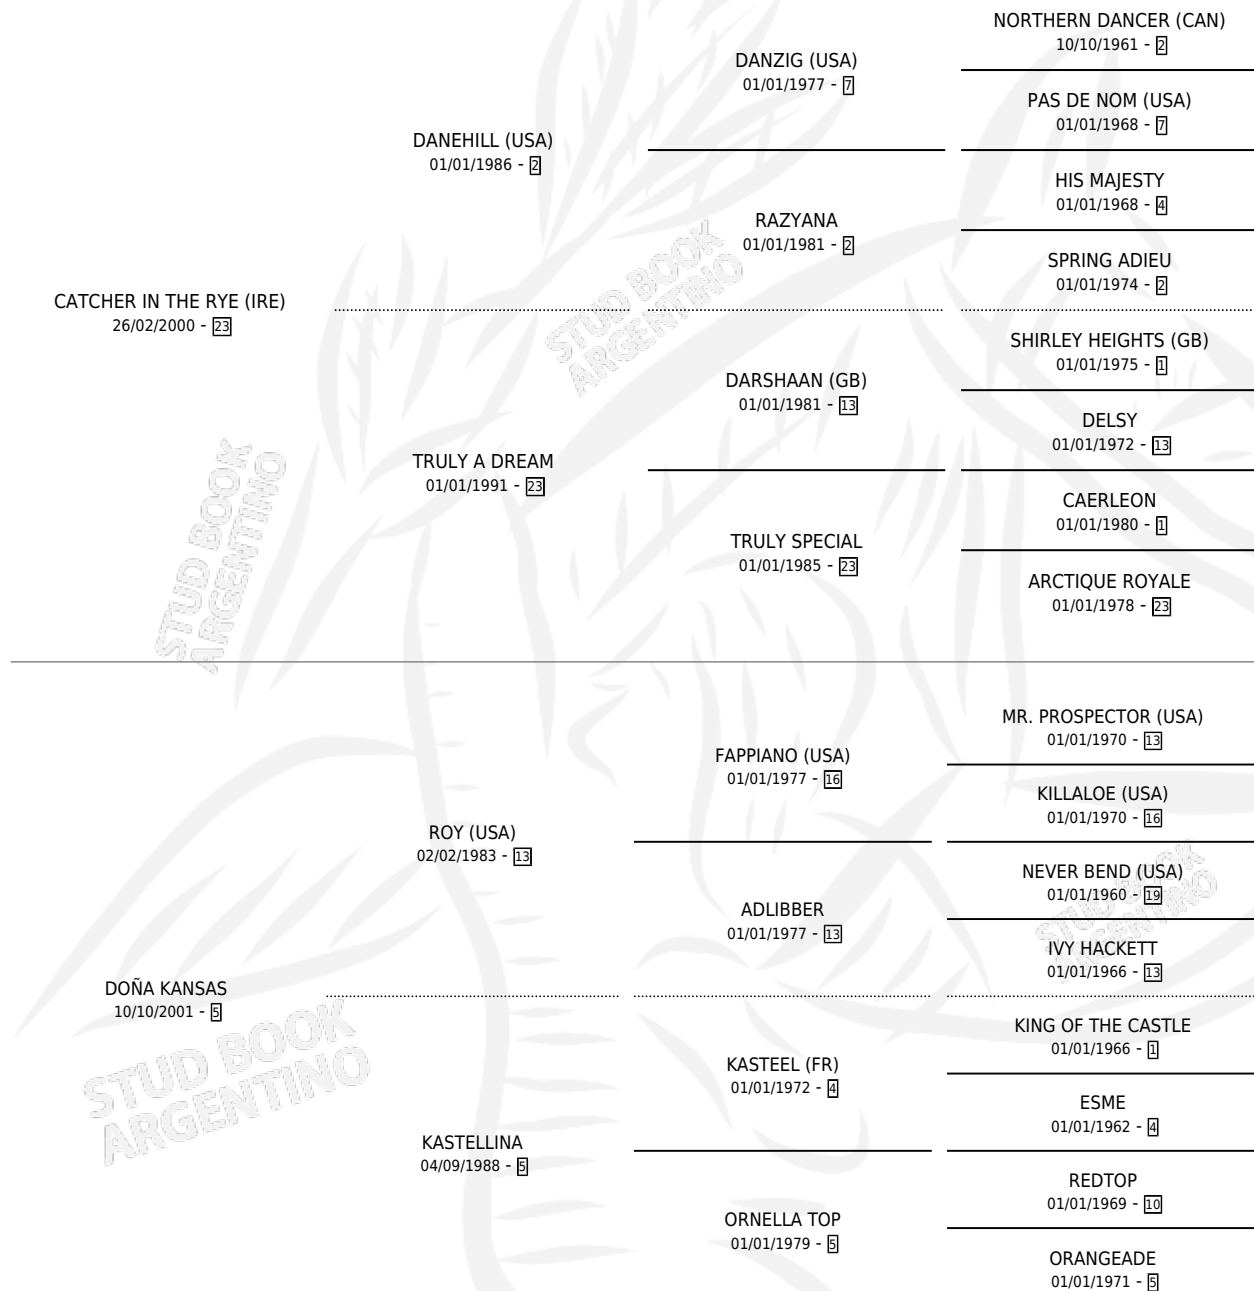 NORTHERN DANCER (CAN)
10/10/1961 - 2
DANZIG (USA)
01/01/1977 - 7
PAS DE NOM (USA)
01/01/1968 - 7
DANEHILL (USA)
01/01/1986 - 2
HIS MAJESTY
01/01/1968 - 4
RAZYANA
01/01/1981 - 2
SPRING ADIEU
01/01/1974 - 2
CATCHER IN THE RYE (IRE)
26/02/2000 - 23
SHIRLEY HEIGHTS (GB)
01/01/1975 - 1
DARSHAAN (GB)
01/01/1981 - 13
DELSY
01/01/1972 - 13
TRULY A DREAM
01/01/1991 - 23
CAERLEON
01/01/1980 - 1
TRULY SPECIAL
01/01/1985 - 23
ARCTIQUE ROYALE
01/01/1978 - 23
MR. PROSPECTOR (USA)
01/01/1970 - 13
FAPPIANO (USA)
01/01/1977 - 16
KILLALOE (USA)
01/01/1970 - 16
ROY (USA)
02/02/1983 - 13
NEVER BEND (USA)
01/01/1960 - 19
ADLIBBER
01/01/1977 - 13
IVY HACKETT
01/01/1966 - 13
DOÑA KANSAS
10/10/2001 - 5
KING OF THE CASTLE
01/01/1966 - 1
KASTEEL (FR)
01/01/1972 - 4
ESME
01/01/1962 - 4
KASTELLINA
04/09/1988 - 5
REDTOP
01/01/1969 - 10
ORNELLA TOP
01/01/1979 - 5
ORANGEADE
01/01/1971 - 5
STUD BOOK
ARGENTINO
STUD BOOK
ARGENTINO
STUD BOOK
ARGENTINO
STUD BOOK
ARGENTINO